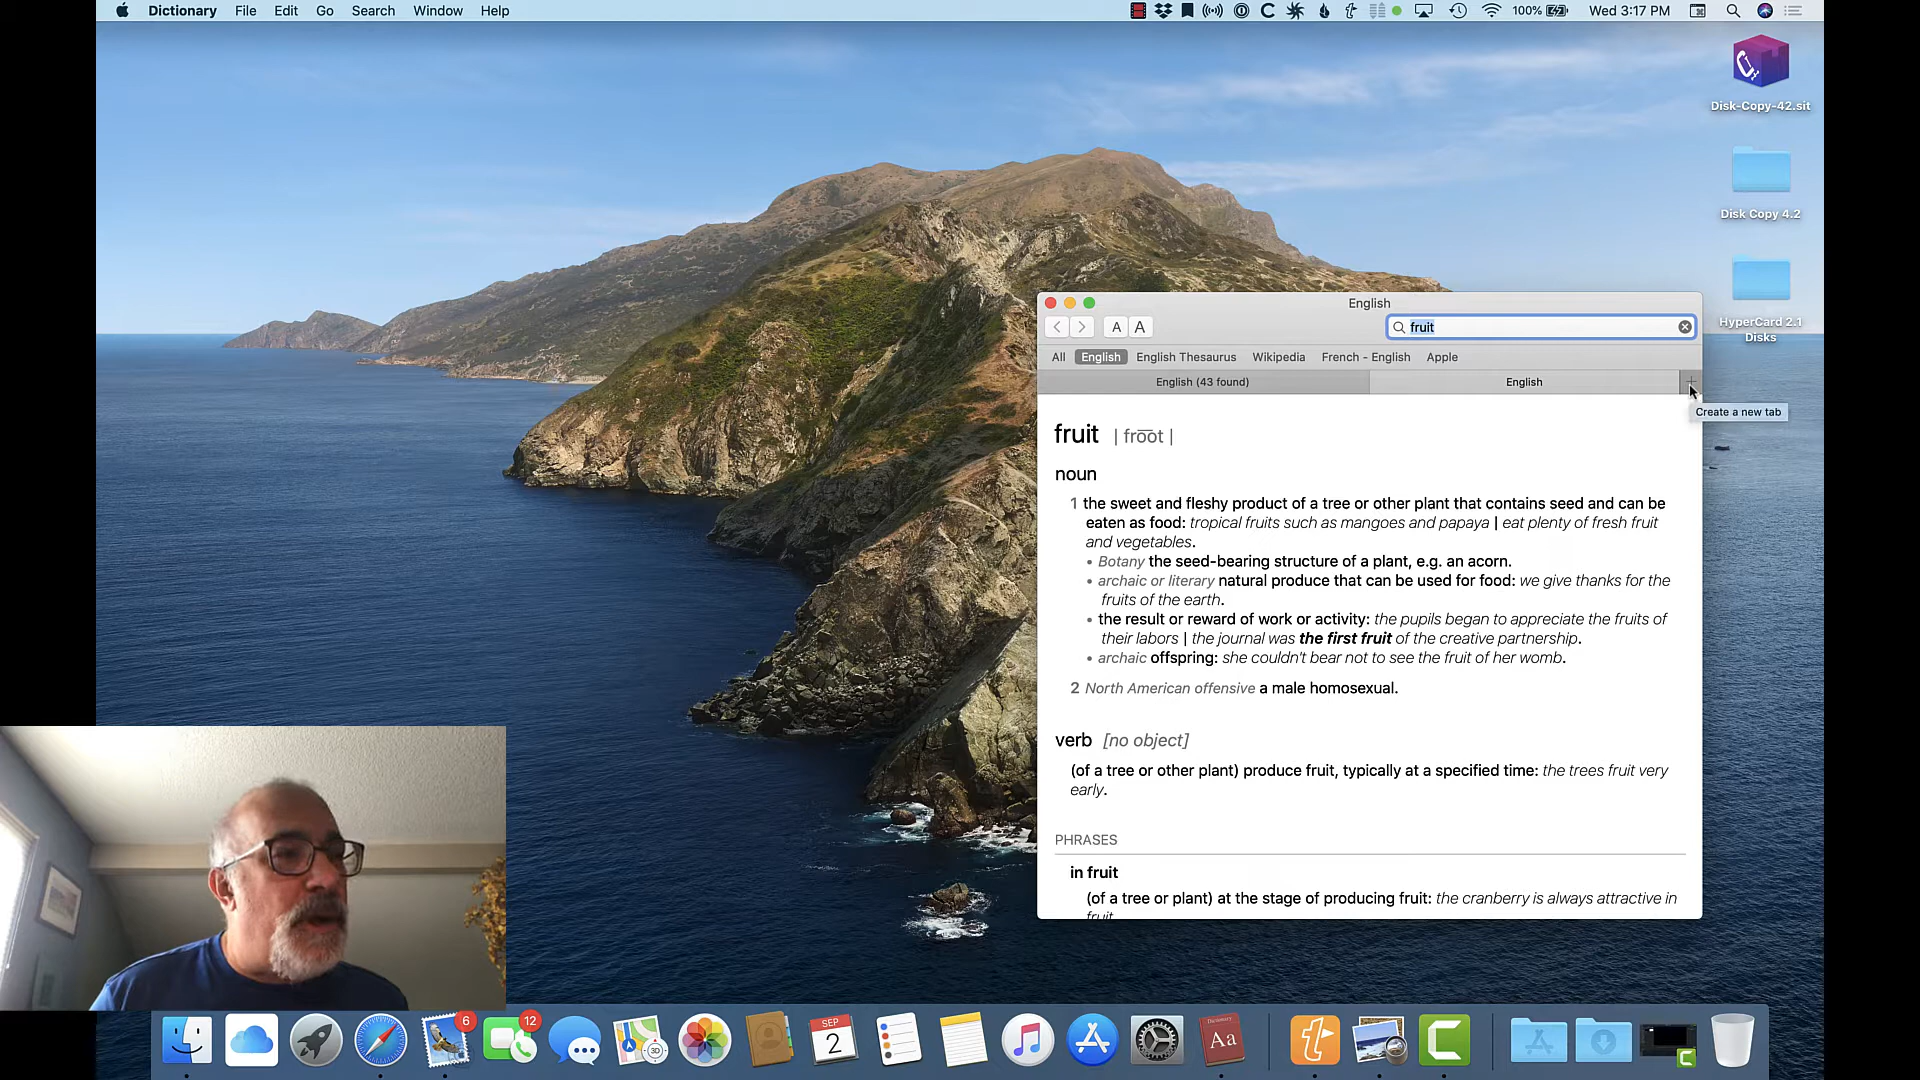 Dictionary File Edit Go Search Window Help
100% Wed 3:17 PM
Disk-Copy-42.sit
Disk Copy 4.2
HyperCard 2.1
Disks
English
A A
fruit
All English English Thesaurus Wikipedia French - English Apple
English (43 found) English
Create a new tab
fruit | fro͞ot |
noun
1 the sweet and fleshy product of a tree or other plant that contains seed and can be
eaten as food: tropical fruits such as mangoes and papaya | eat plenty of fresh fruit
and vegetables.
• Botany the seed-bearing structure of a plant, e.g. an acorn.
• archaic or literary natural produce that can be used for food: we give thanks for the
fruits of the earth.
• the result or reward of work or activity: the pupils began to appreciate the fruits of
their labors | the journal was the first fruit of the creative partnership.
• archaic offspring: she couldn't bear not to see the fruit of her womb.
2 North American offensive a male homosexual.
verb [no object]
(of a tree or other plant) produce fruit, typically at a specified time: the trees fruit very
early.
PHRASES
in fruit
(of a tree or plant) at the stage of producing fruit: the cranberry is always attractive in
fruit
6
12
3D
SEP
2
Dictionary
Aa